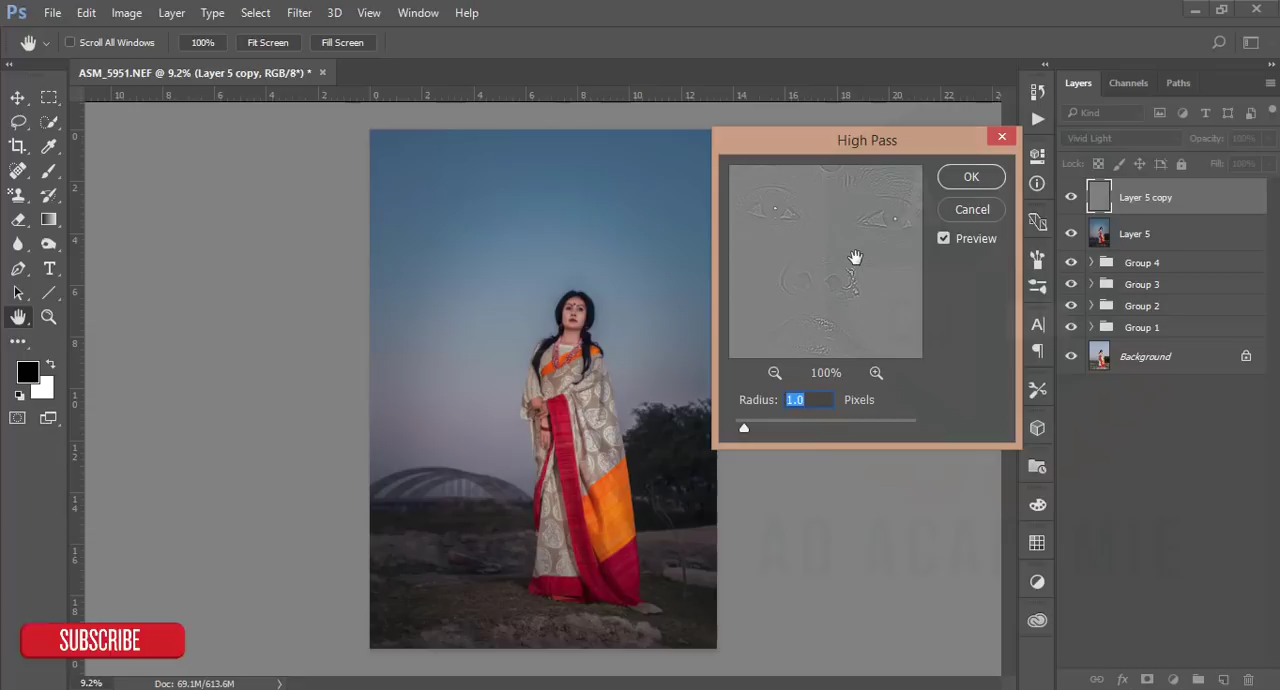 Ps File Edit Image Layer Type Select Filter 3D View Window Help
Scroll All Windows 100% Fit Screen Fill Screen
ASM_5951.NEF @ 9.2% (Layer 5 copy, RGB/8*) * ×
Layers Channels Paths
Kind
Vivid Light Opacity: 100%
Lock: Fill: 100%
Layer 5 copy
Layer 5
Group 4
Group 3
Group 2
Group 1
Background
High Pass
OK
Cancel
Preview
100%
Radius: 1.0 Pixels
SUBSCRIBE
9.2% Doc: 69.1M/613.6M